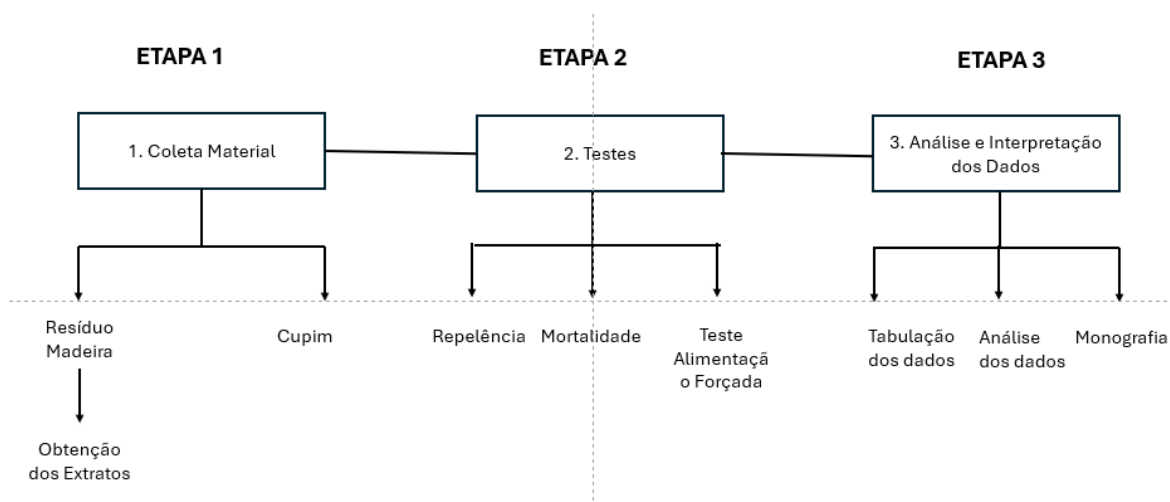 ETAPA 1
ETAPA 2
ETAPA 3
1. Coleta Material
2. Testes
3. Análise e Interpretação
dos Dados
Resíduo
Madeira
Cupim
Repelência
Mortalidade
Teste
Alimentaçã
o Forçada
Tabulação
dos dados
Análise
dos dados
Monografia
Obtenção
dos Extratos